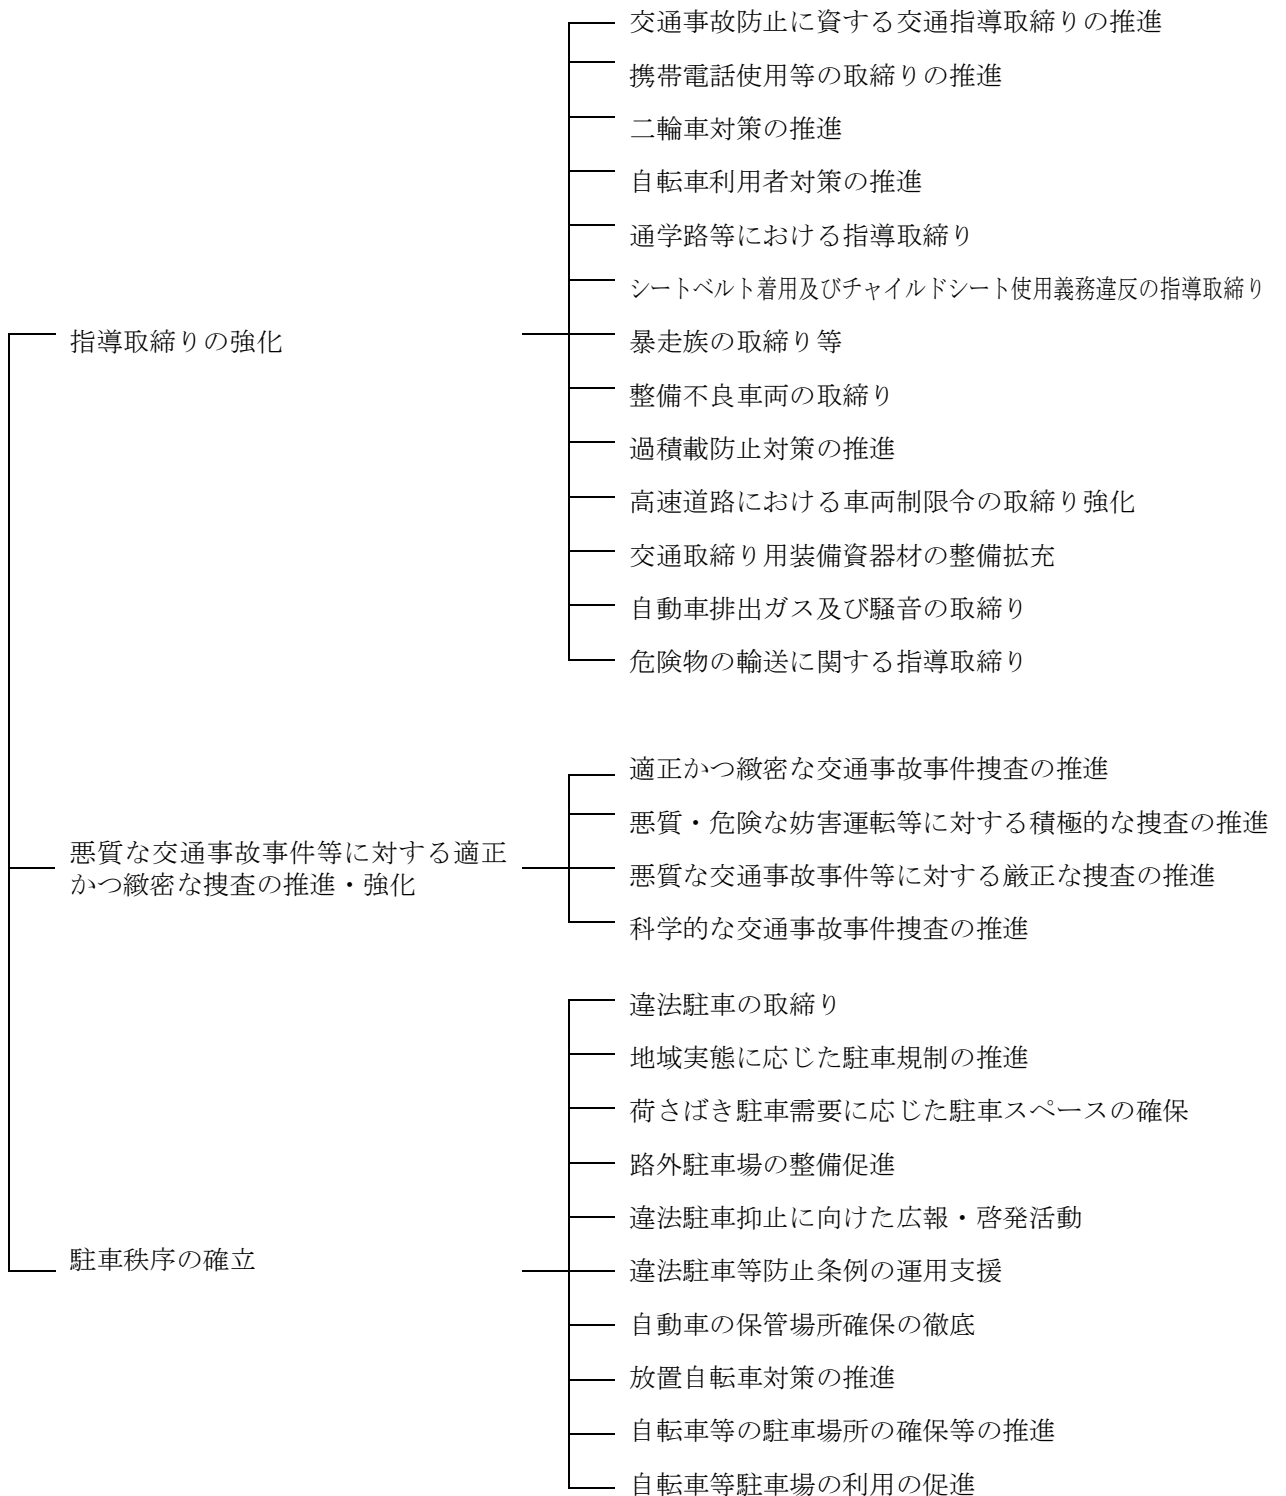 交通事故防止に資する交通指導取締りの推進
携帯電話使用等の取締りの推進
二輪車対策の推進
自転車利用者対策の推進
通学路等における指導取締り
シートベルト着用及びチャイルドシート使用義務違反の指導取締り
指導取締りの強化
暴走族の取締り等
整備不良車両の取締り
過積載防止対策の推進
高速道路における車両制限令の取締り強化
交通取締り用装備資器材の整備拡充
自動車排出ガス及び騒音の取締り
危険物の輸送に関する指導取締り
適正かつ緻密な交通事故事件捜査の推進
悪質・危険な妨害運転等に対する積極的な捜査の推進
悪質な交通事故事件等に対する適正
かつ緻密な捜査の推進・強化
悪質な交通事故事件等に対する厳正な捜査の推進
科学的な交通事故事件捜査の推進
違法駐車の取締り
地域実態に応じた駐車規制の推進
荷さばき駐車需要に応じた駐車スペースの確保
路外駐車場の整備促進
違法駐車抑止に向けた広報・啓発活動
駐車秩序の確立
違法駐車等防止条例の運用支援
自動車の保管場所確保の徹底
放置自転車対策の推進
自転車等の駐車場所の確保等の推進
自転車等駐車場の利用の促進